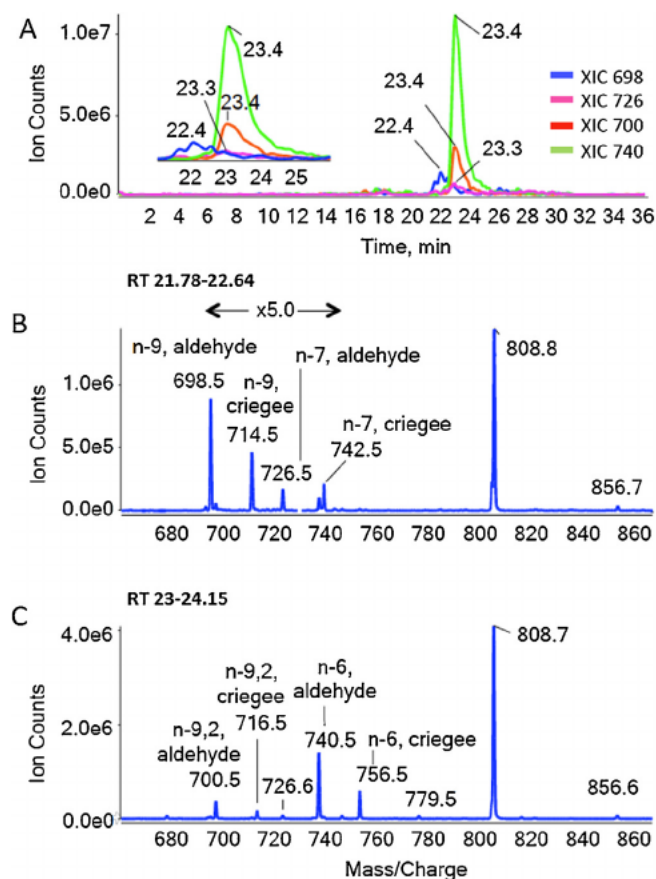 A
1.0e7
5.0e6
0.0e0
Ion Counts
23.4
23.3
23.4
22.4
22 23 24 25
23.4
23.4
22.4
23.3
XIC 698
XIC 726
XIC 700
XIC 740
2 4 6 8 10 12 14 16 18 20 22 24 26 28 30 32 34 36
Time, min
RT 21.78-22.64
x5.0
B
n-9, aldehyde
698.5
n-9,
criegee
714.5
n-7, aldehyde
726.5
n-7, criegee
742.5
808.8
856.7
1.0e6
5.0e5
0.0e0
Ion Counts
680 700 720 740 760 780 800 820 840 860
RT 23-24.15
C
4.0e6
2.0e6
0.0e0
Ion Counts
n-9,2,
aldehyde
700.5
n-9,2,
criegee
716.5
726.6
n-6,
aldehyde
740.5
n-6, criegee
756.5
779.5
808.7
856.6
680 700 720 740 760 780 800 820 840 860
Mass/Charge